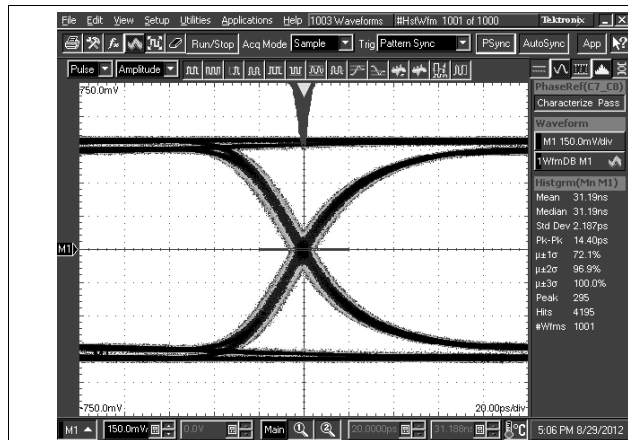 File Edit View Setup Utilities Applications Help 1003 Waveforms #HstWfm 1001 of 1000 Tektronix
Run/Stop Acq Mode Sample Trig Pattern Sync PSync AutoSync App
Pulse Amplitude
PhaseRef(C7_C8)
Characterize Pass
Waveform
M1 150.0mV/div
1WfmDB M1
Histgrm(Mn M1)
Mean 31.19ns
Median 31.19ns
Std Dev 2.187ps
Pk-Pk 14.40ps
µ±1σ 72.1%
µ±2σ 96.9%
µ±3σ 100.0%
Peak 295
Hits 4195
#Wfms 1001
750.0mV
M1
-750.0mV
20.00ps/div
M1 150.0mV/ 0.0V Main 20.0000ps 31.188ns °C 5:06 PM 8/29/2012